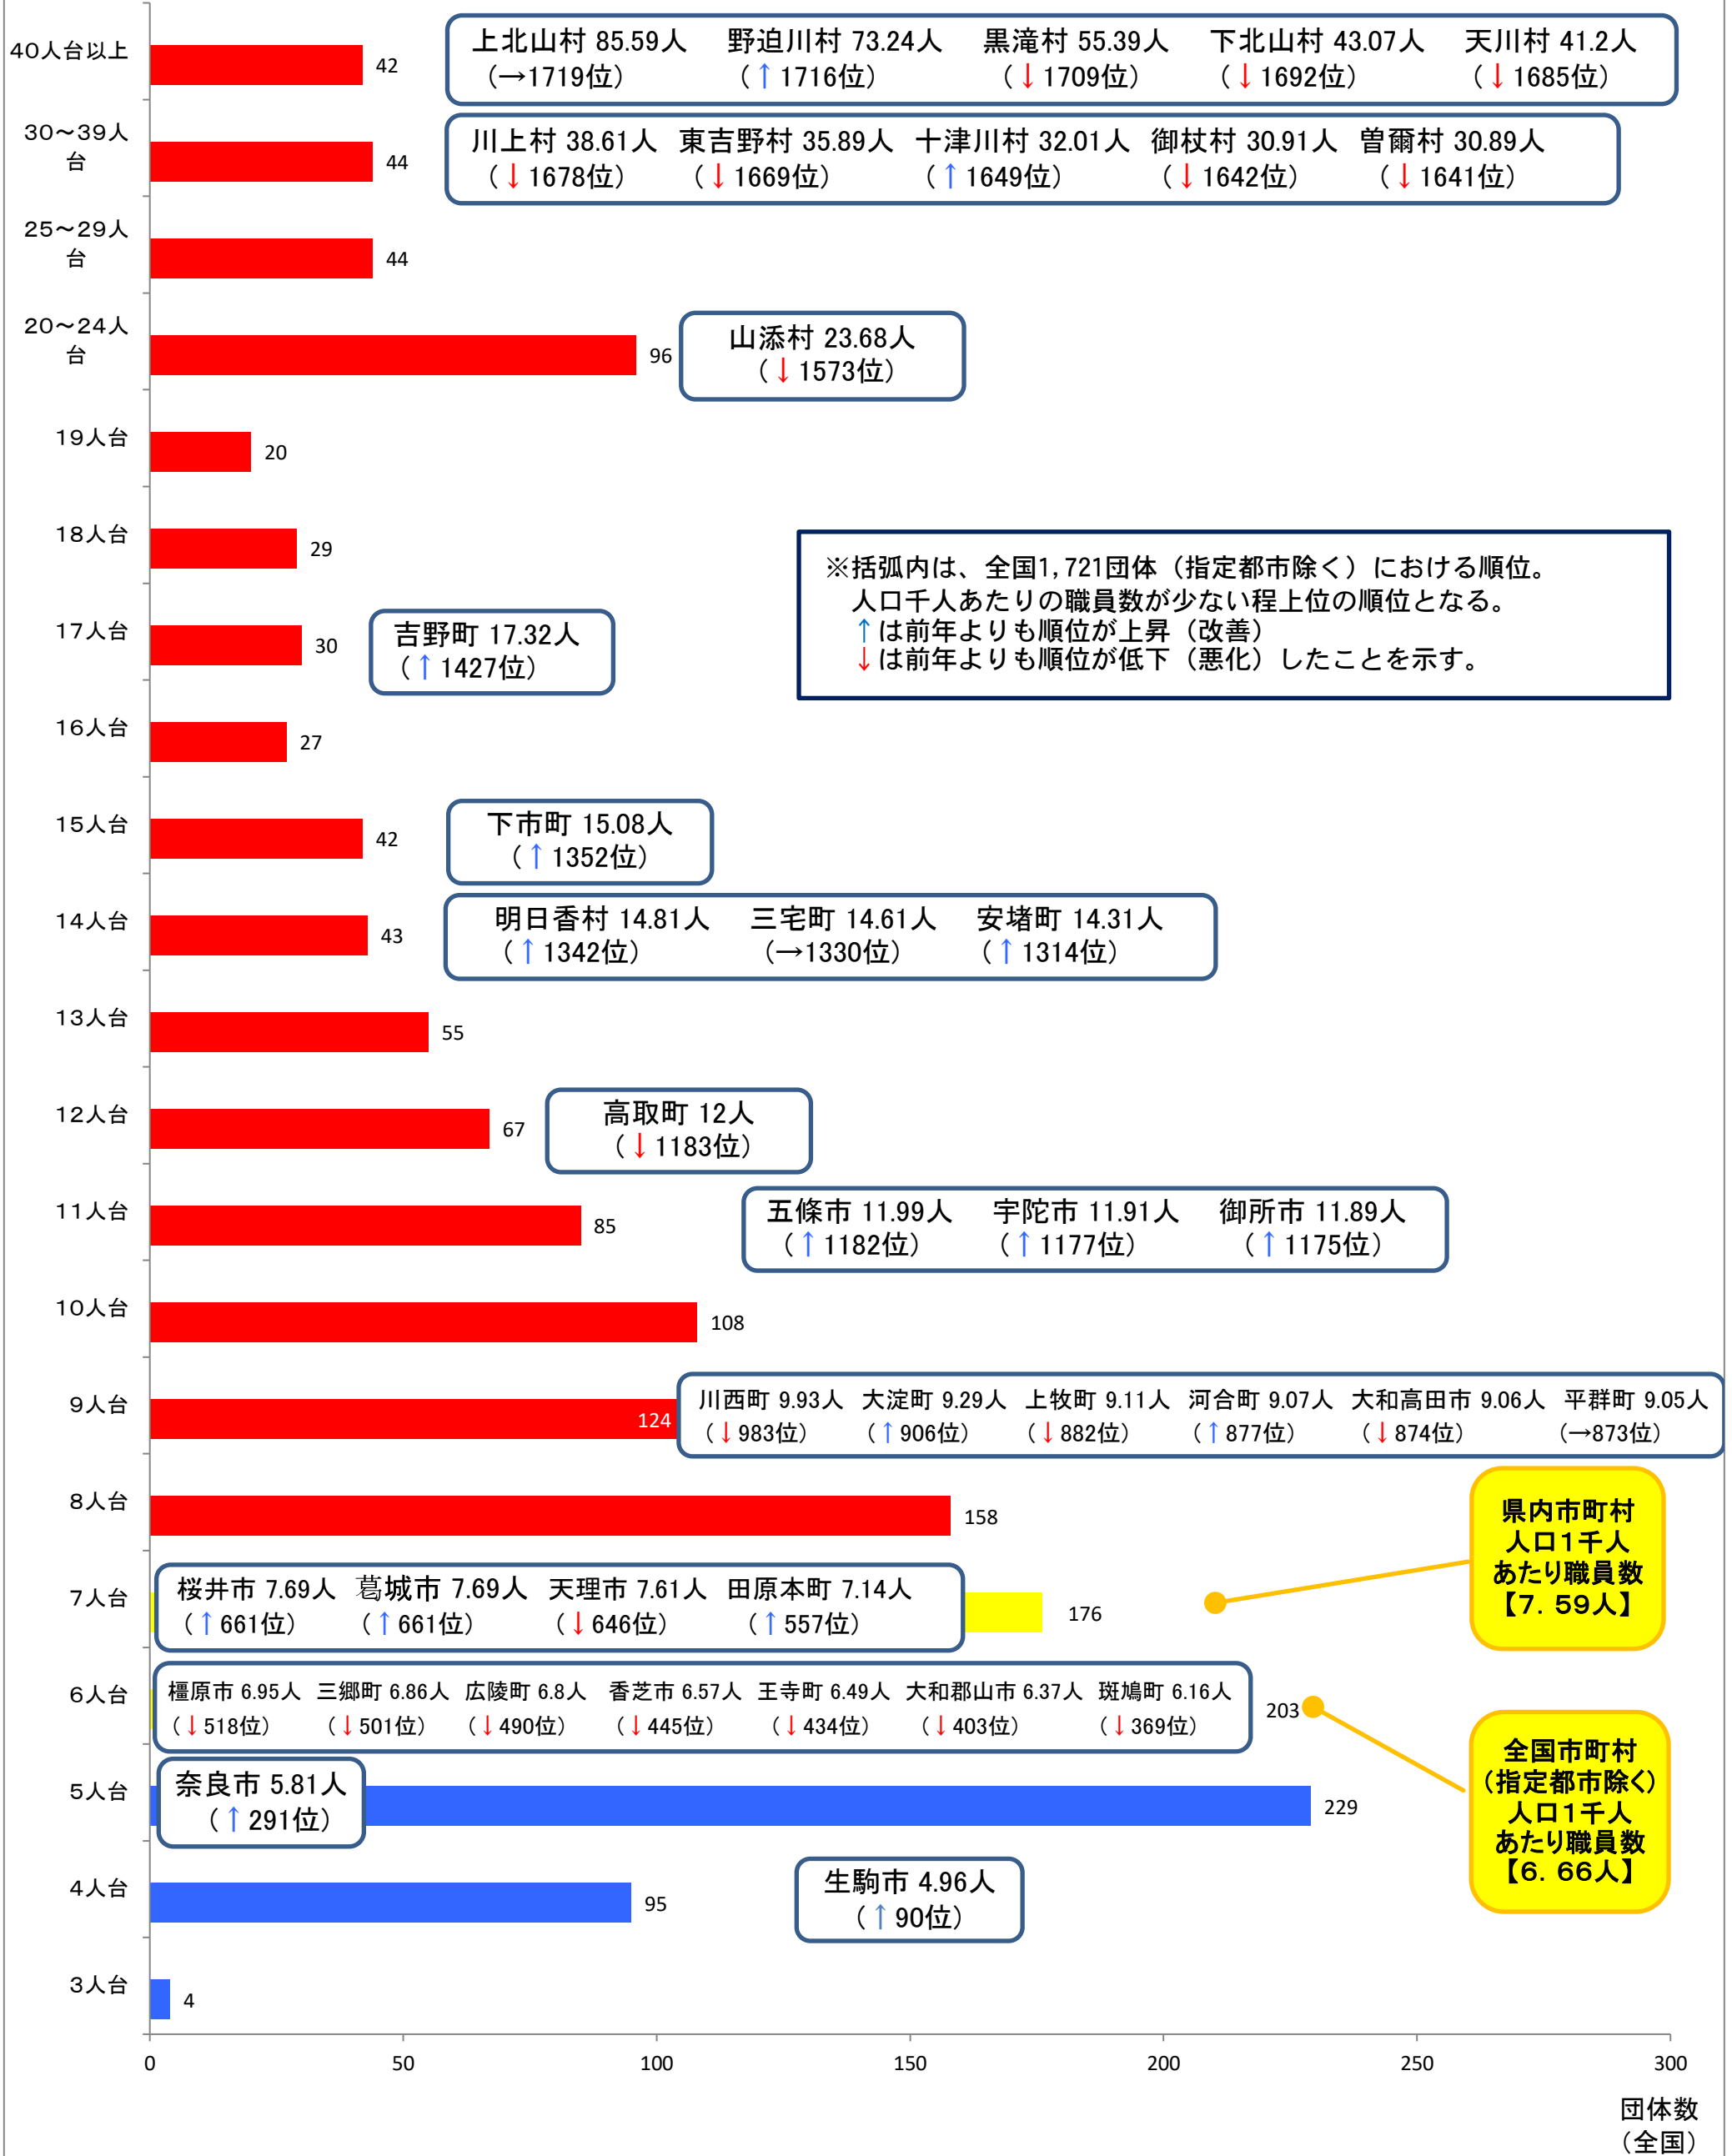 40人台以上
42
上北山村 85.59人 野迫川村 73.24人 黒滝村 55.39人 下北山村 43.07人 天川村 41.2人
（→1719位） （↑1716位） （↓1709位） （↓1692位） （↓1685位）
30～39人
台
44
川上村 38.61人 東吉野村 35.89人 十津川村 32.01人 御杖村 30.91人 曽爾村 30.89人
（↓1678位） （↓1669位） （↑1649位） （↓1642位） （↓1641位）
25～29人
台
44
20～24人
台
96
山添村 23.68人
（↓1573位）
19人台
20
18人台
29
※括弧内は、全国1,721団体（指定都市除く）における順位。
人口千人あたりの職員数が少ない程上位の順位となる。
↑は前年よりも順位が上昇（改善）
↓は前年よりも順位が低下（悪化）したことを示す。
17人台
30
吉野町 17.32人
（↑1427位）
16人台
27
15人台
42
下市町 15.08人
（↑1352位）
14人台
43
明日香村 14.81人 三宅町 14.61人 安堵町 14.31人
（↑1342位） （→1330位） （↑1314位）
13人台
55
12人台
67
高取町 12人
（↓1183位）
11人台
85
五條市 11.99人 宇陀市 11.91人 御所市 11.89人
（↑1182位） （↑1177位） （↑1175位）
10人台
108
9人台
124
川西町 9.93人 大淀町 9.29人 上牧町 9.11人 河合町 9.07人 大和高田市 9.06人 平群町 9.05人
（↓983位） （↑906位） （↓882位） （↑877位） （↓874位） （→873位）
8人台
158
県内市町村
人口1千人
あたり職員数
【7．59人】
7人台
桜井市 7.69人 葛城市 7.69人 天理市 7.61人 田原本町 7.14人
（↑661位） （↑661位） （↓646位） （↑557位）
176
6人台
橿原市 6.95人 三郷町 6.86人 広陵町 6.8人 香芝市 6.57人 王寺町 6.49人 大和郡山市 6.37人 斑鳩町 6.16人
（↓518位） （↓501位） （↓490位） （↓445位） （↓434位） （↓403位） （↓369位）
203
全国市町村
（指定都市除く）
人口1千人
あたり職員数
【6．66人】
5人台
奈良市 5.81人
（↑291位）
229
4人台
95
生駒市 4.96人
（↑90位）
3人台
4
0 50 100 150 200 250 300
団体数
（全国）